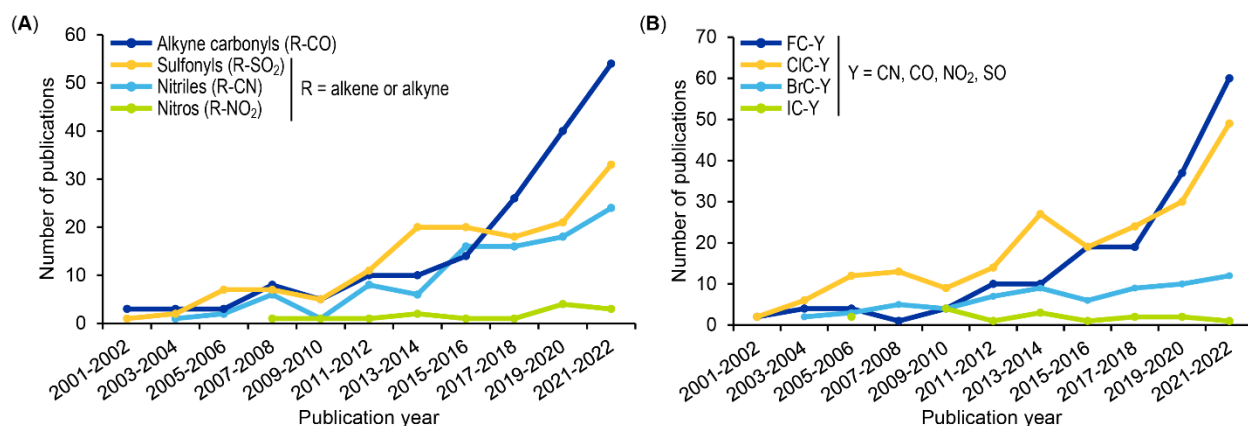 (A)
Number of publications
60
50
40
30
20
10
0
Alkyne carbonyls (R-CO)
Sulfonyls (R-SO₂)
Nitriles (R-CN)
Nitros (R-NO₂)
R = alkene or alkyne
2001-2002
2003-2004
2005-2006
2007-2008
2009-2010
2011-2012
2013-2014
2015-2016
2017-2018
2019-2020
2021-2022
Publication year
(B)
Number of publications
70
60
50
40
30
20
10
0
FC-Y
ClC-Y
BrC-Y
IC-Y
Y = CN, CO, NO₂, SO
2001-2002
2003-2004
2005-2006
2007-2008
2009-2010
2011-2012
2013-2014
2015-2016
2017-2018
2019-2020
2021-2022
Publication year